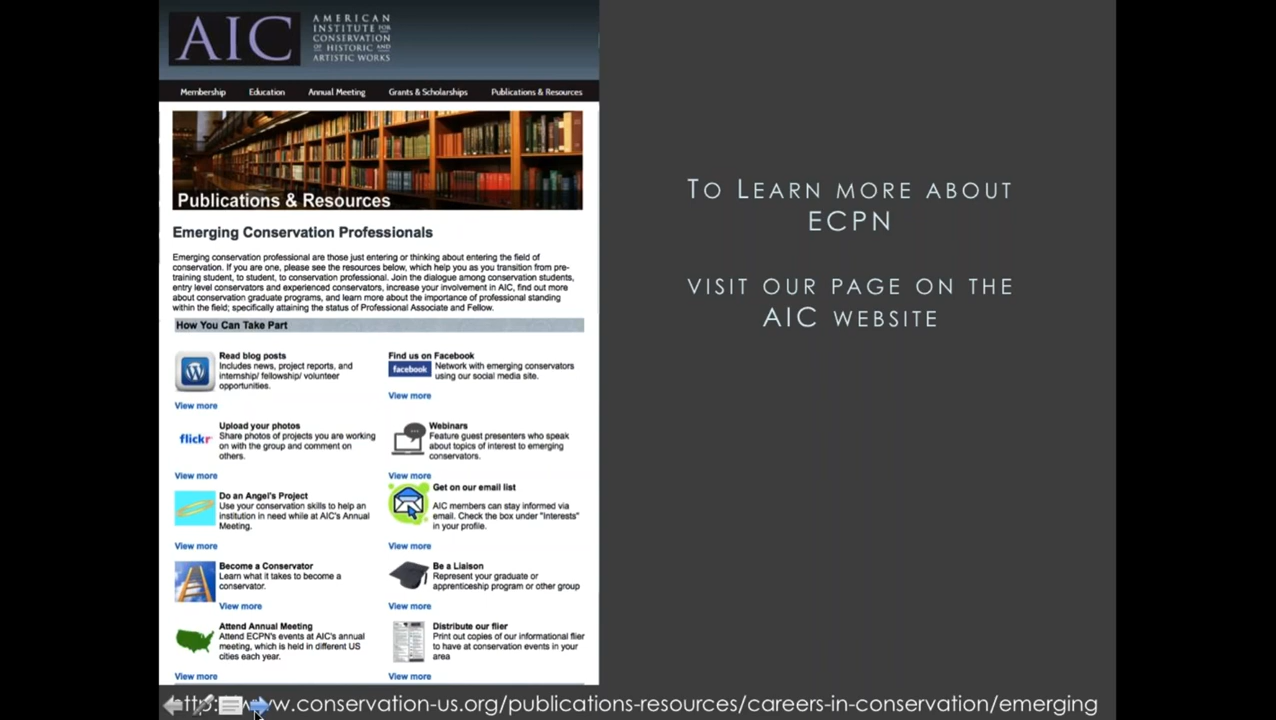 AIC
AMERICAN
INSTITUTE FOR
CONSERVATION
OF HISTORIC AND
ARTISTIC WORKS
Membership Education Annual Meeting Grants & Scholarships Publications & Resources
Publications & Resources
Emerging Conservation Professionals
Emerging conservation professional are those just entering or thinking about entering the field of
conservation. If you are one, please see the resources below, which help you as you transition from pre-
training student, to student, to conservation professional. Join the dialogue among conservation students,
entry level conservators and experienced conservators, increase your involvement in AIC, find out more
about conservation graduate programs, and learn more about the importance of professional standing
within the field; specifically attaining the status of Professional Associate and Fellow.
How You Can Take Part
Read blog posts
Includes news, project reports, and
internship/ fellowship/ volunteer
opportunities.
View more
Find us on Facebook
facebook
Network with emerging conservators
using our social media site.
View more
Upload your photos
flickr
Share photos of projects you are working
on with the group and comment on
others.
View more
Webinars
Feature guest presenters who speak
about topics of interest to emerging
conservators.
View more
Do an Angel's Project
Use your conservation skills to help an
institution in need while at AIC's Annual
Meeting.
View more
Get on our email list
AIC members can stay informed via
email. Check the box under "Interests"
in your profile.
View more
Become a Conservator
Learn what it takes to become a
conservator.
View more
Be a Liaison
Represent your graduate or
apprenticeship program or other group
View more
Attend Annual Meeting
Attend ECPN's events at AIC's annual
meeting, which is held in different US
cities each year.
View more
Distribute our flier
Print out copies of our informational flier
to have at conservation events in your
area
View more
TO LEARN MORE ABOUT
ECPN
VISIT OUR PAGE ON THE
AIC WEBSITE
.conservation-us.org/publications-resources/careers-in-conservation/emerging